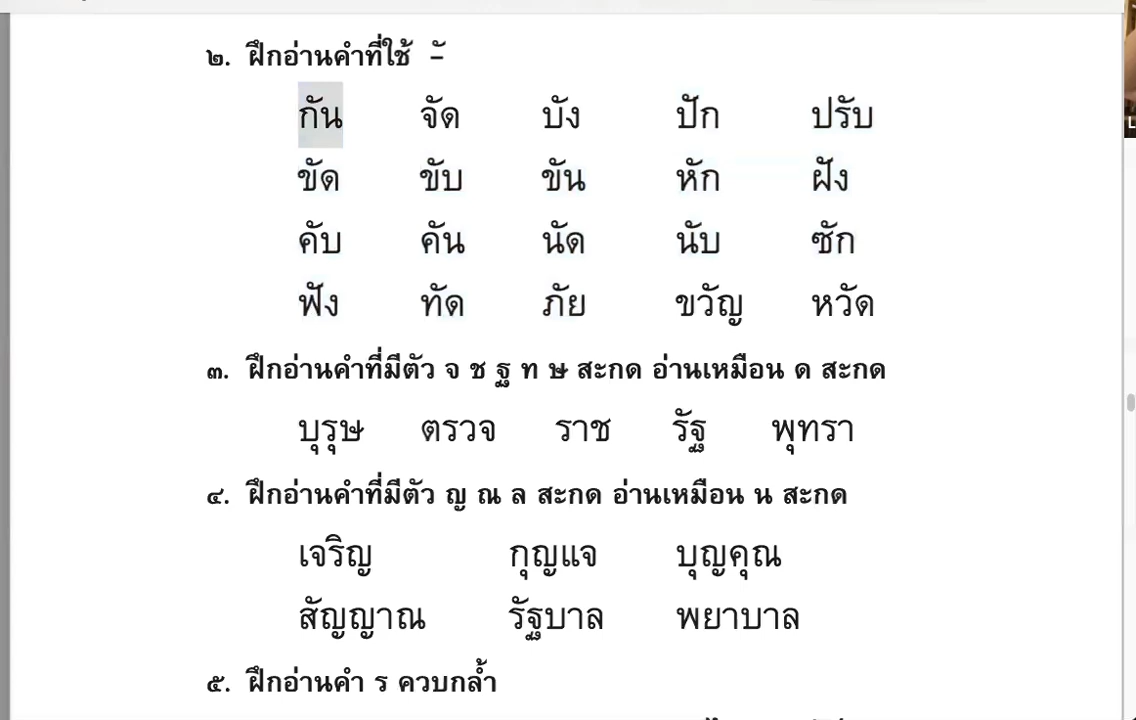 ๒. ฝึกอ่านคำที่ใช้ –ั
กัน จัด บัง ปัก ปรับ
ขัด ขับ ขัน หัก ฝัง
คับ คัน นัด นับ ซัก
ฟัง ทัด ภัย ขวัญ หวัด
๓. ฝึกอ่านคำที่มีตัว จ ช ฐ ท ษ สะกด อ่านเหมือน ด สะกด
บุรุษ ตรวจ ราช รัฐ พุทรา
๔. ฝึกอ่านคำที่มีตัว ญ ณ ล สะกด อ่านเหมือน น สะกด
เจริญ กุญแจ บุญคุณ
สัญญาณ รัฐบาล พยาบาล
๕. ฝึกอ่านคำ ร ควบกล้ำ